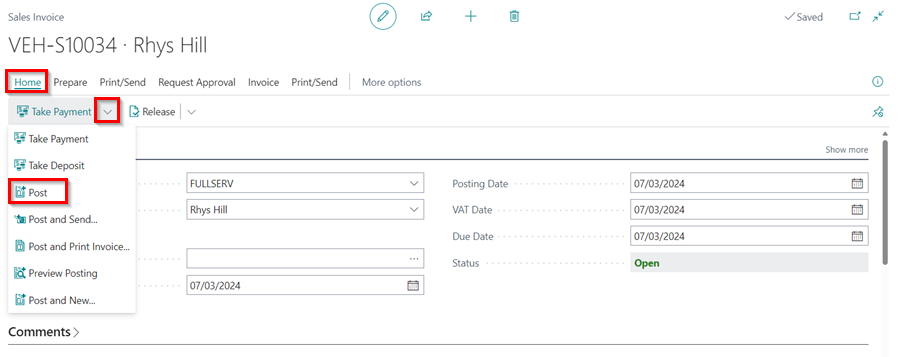 Sales Invoice
Saved
VEH-S10034 · Rhys Hill
Home Prepare Print/Send Request Approval Invoice Print/Send More options
Take Payment Release
Take Payment
Take Deposit
Post
Post and Send...
Post and Print Invoice...
Preview Posting
Post and New...
Show more
FULLSERV
Rhys Hill
07/03/2024
Posting Date 07/03/2024
VAT Date 07/03/2024
Due Date 07/03/2024
Status Open
Comments